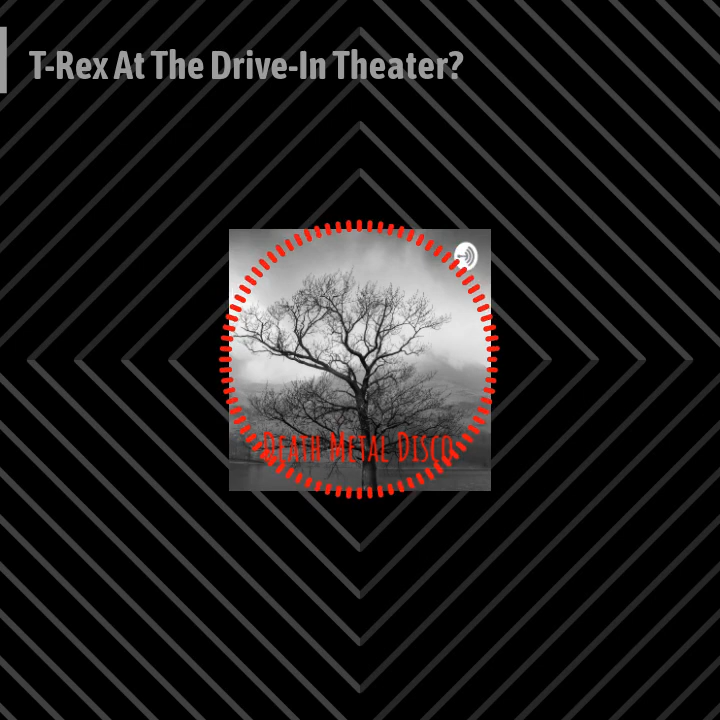 T-Rex At The Drive-In Theater?
Death Metal Disco